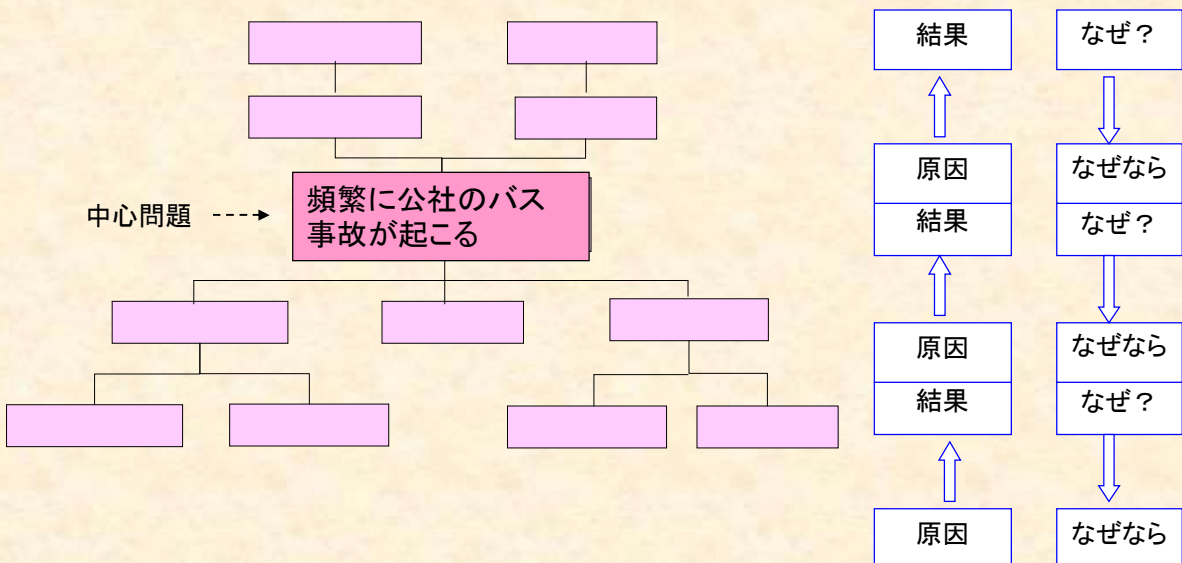 結果
なぜ？
原因
なぜなら
中心問題
頻繁に公社のバス
事故が起こる
結果
なぜ？
原因
なぜなら
結果
なぜ？
原因
なぜなら